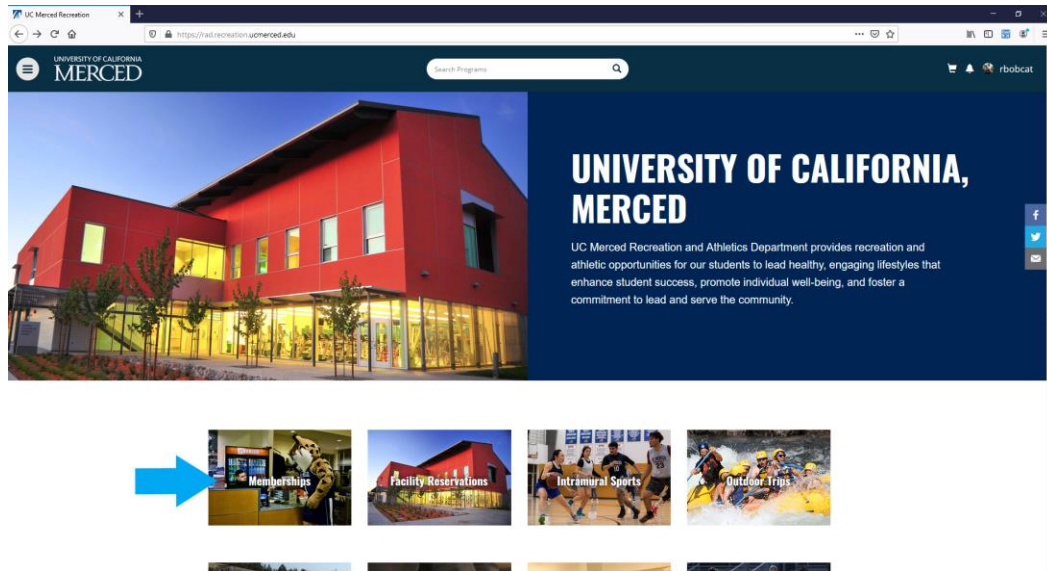 UC Merced Recreation
https://rad.recreation.ucmerced.edu
UNIVERSITY OF CALIFORNIA
MERCED
Search Programs
rbobcat
UNIVERSITY OF CALIFORNIA,
MERCED
UC Merced Recreation and Athletics Department provides recreation and
athletic opportunities for our students to lead healthy, engaging lifestyles that
enhance student success, promote individual well-being, and foster a
commitment to lead and serve the community.
Memberships
Facility Reservations
Intramural Sports
Outdoor Trips